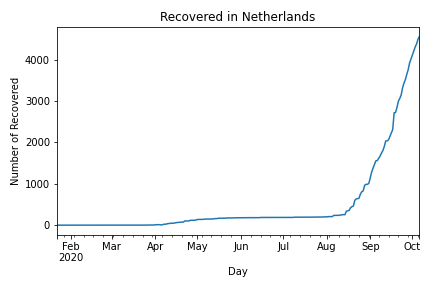 Recovered in Netherlands
Number of Recovered
4000
3000
2000
1000
0
Feb Mar Apr May Jun Jul Aug Sep Oct
2020
Day